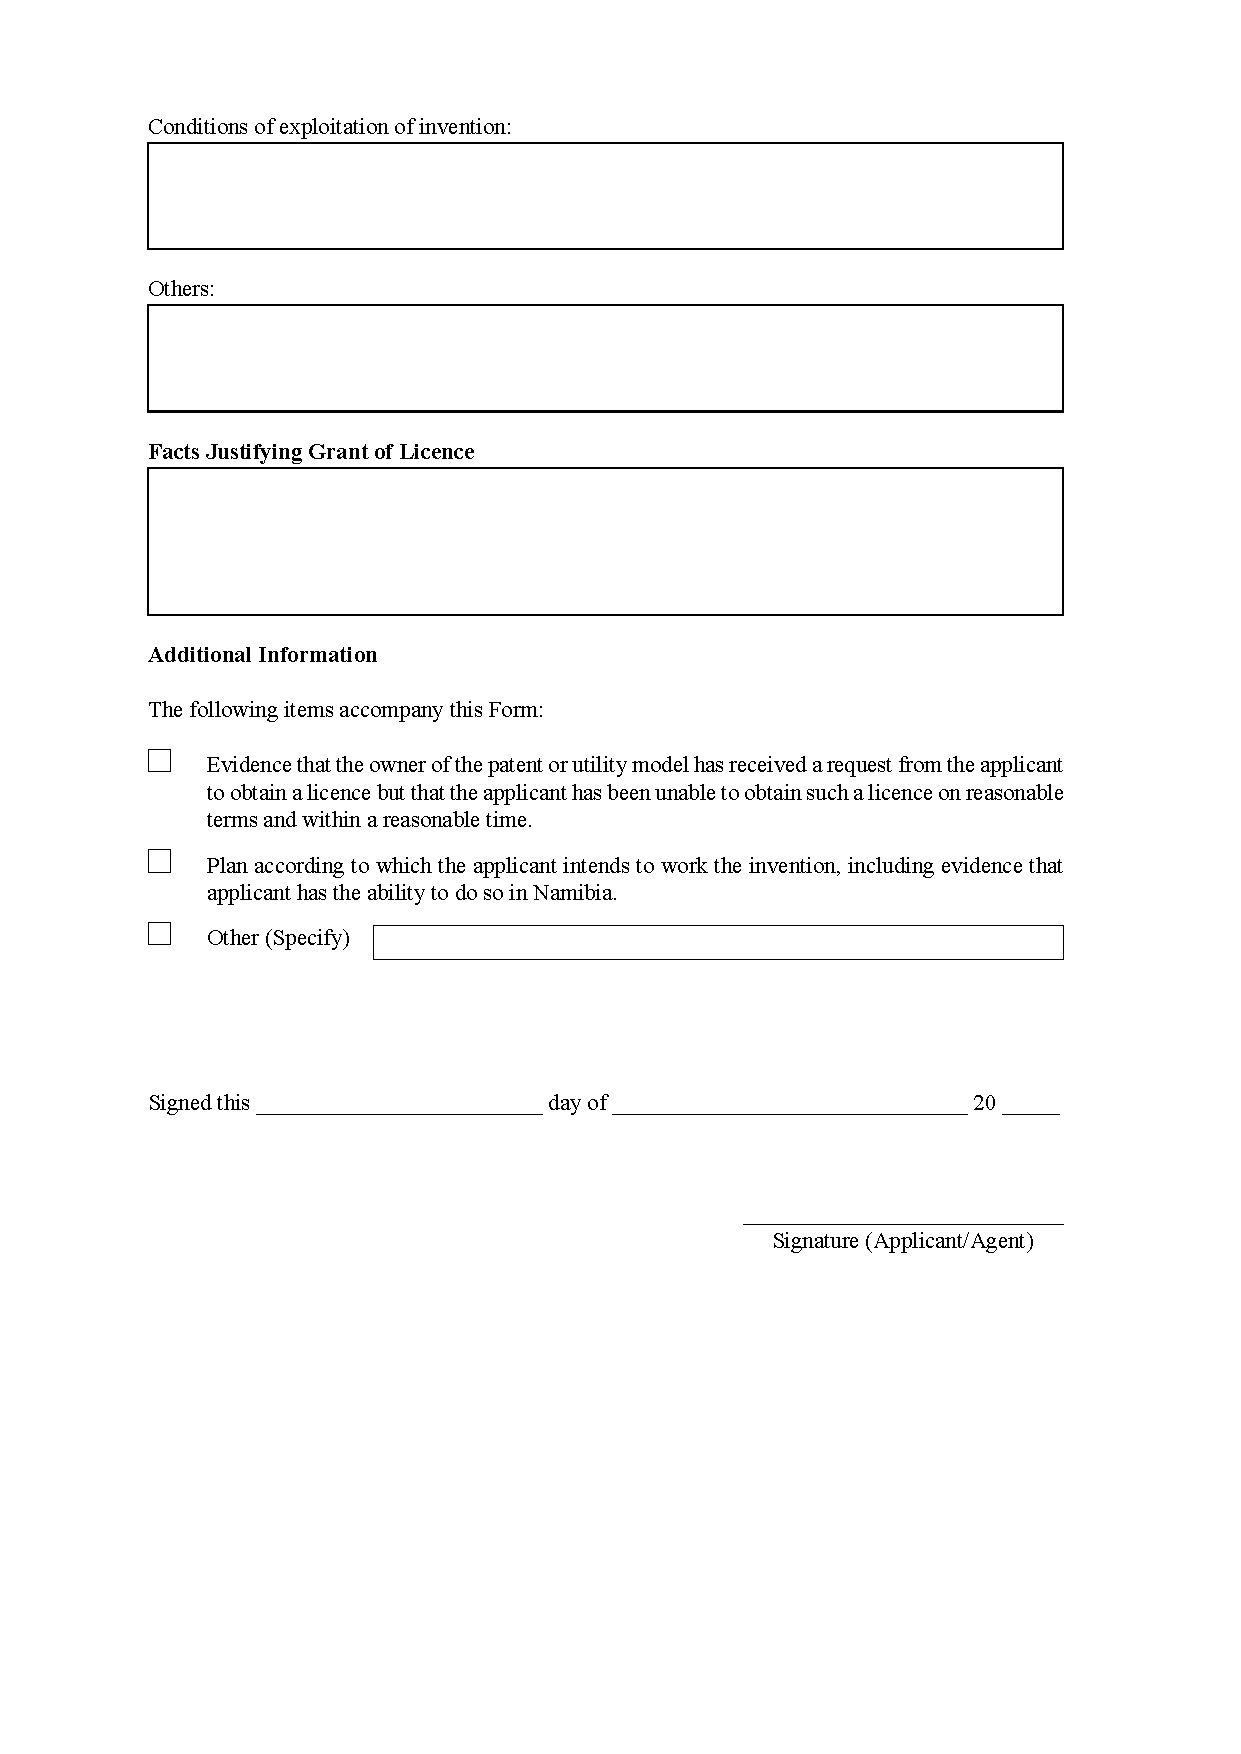 Conditions of exploitation of invention:
Others:
Facts Justifying Grant of Licence
Additional Information
The following items accompany this Form:
Evidence that the owner of the patent or utility model has received a request from the applicant
to obtain a licence but that the applicant has been unable to obtain such a licence on reasonable
terms and within a reasonable time.
Plan according to which the applicant intends to work the invention, including evidence that
applicant has the ability to do so in Namibia.
Other (Specify)
Signed this _________________________ day of _______________________________ 20 _____
Signature (Applicant/Agent)